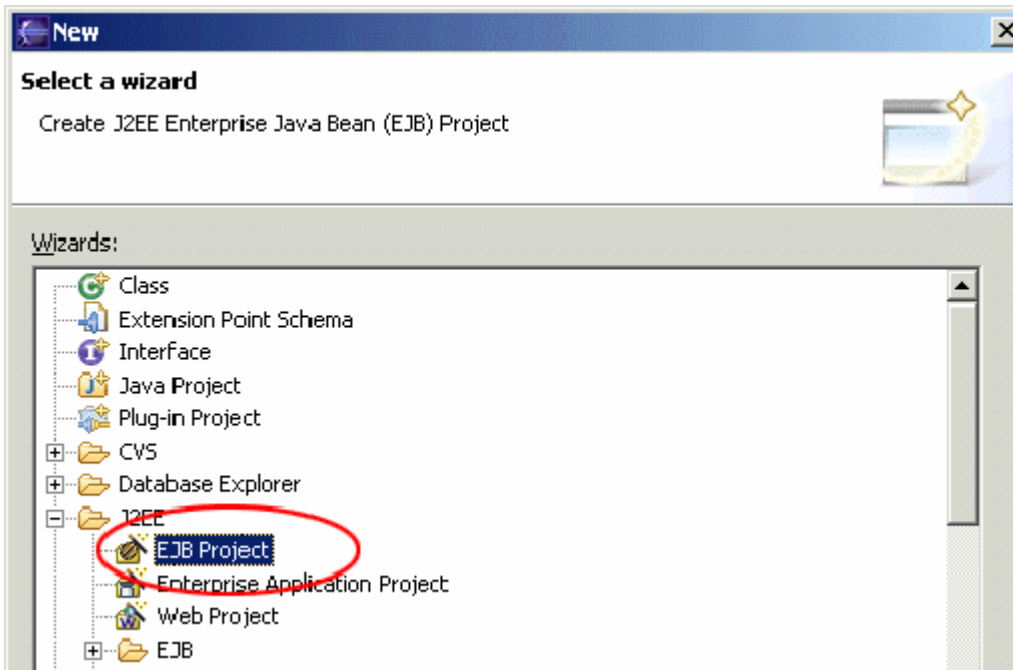 New
Select a wizard
Create J2EE Enterprise Java Bean (EJB) Project
Wizards:
Class
Extension Point Schema
Interface
Java Project
Plug-in Project
CVS
Database Explorer
J2EE
EJB Project
Enterprise Application Project
Web Project
EJB